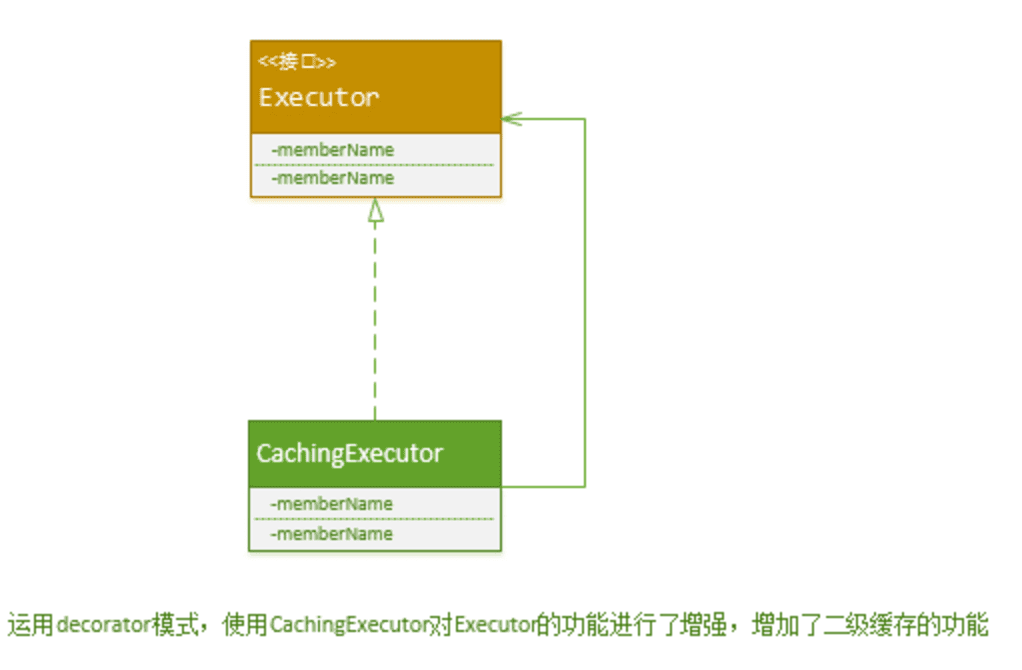 <<接口>>
Executor
-memberName
-memberName
CachingExecutor
-memberName
-memberName
运用decorator模式，使用CachingExecutor对Executor的功能进行了增强，增加了二级缓存的功能